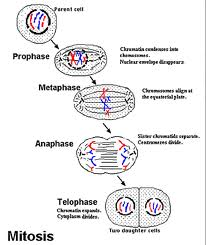 Parent cell
Prophase
Chromatin condenses into
chromosomes.
Nuclear envelope disappears.
Metaphase
Chromosomes align at
the equatorial plate.
Anaphase
Sister chromatids separate.
Centromeres divide.
Telophase
Chromatin expands.
Cytoplasm divides.
Two daughter cells
Mitosis